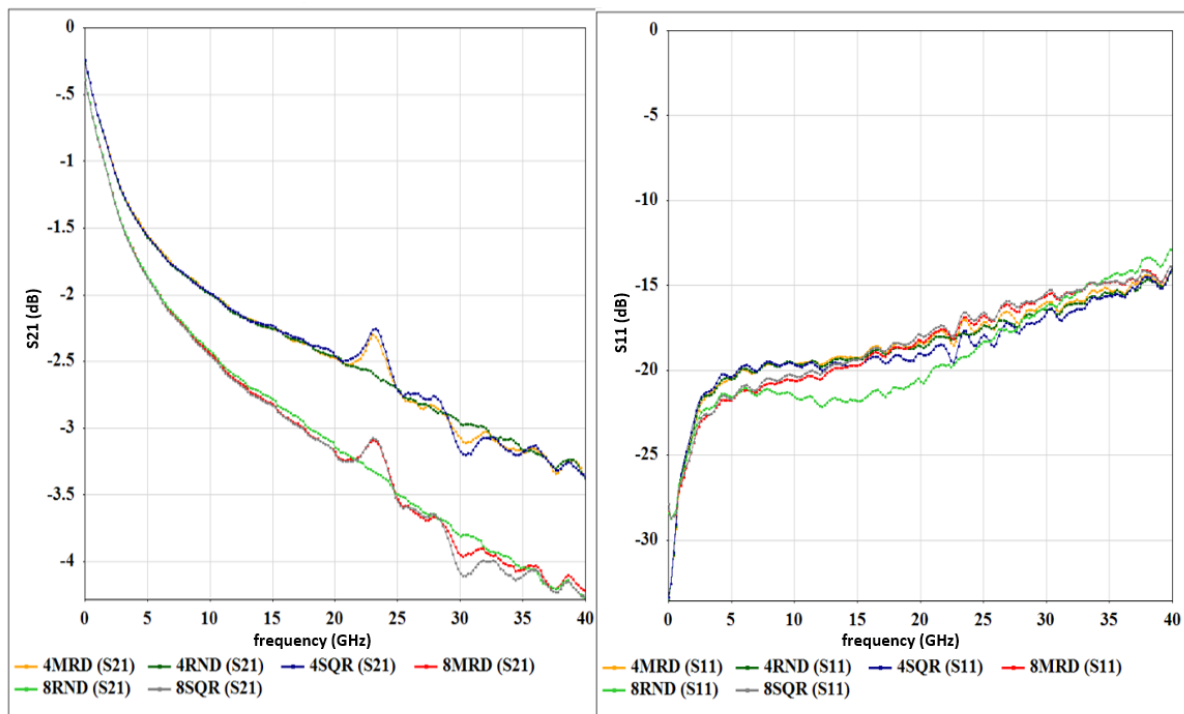 0
-.5
-1
-1.5
-2
-2.5
-3
-3.5
-4
S21 (dB)
0 5 10 15 20 25 30 35 40
frequency (GHz)
4MRD (S21) 4RND (S21) 4SQR (S21) 8MRD (S21)
8RND (S21) 8SQR (S21)
0
-5
-10
-15
-20
-25
-30
S11 (dB)
0 5 10 15 20 25 30 35 40
frequency (GHz)
4MRD (S11) 4RND (S11) 4SQR (S11) 8MRD (S11)
8RND (S11) 8SQR (S11)